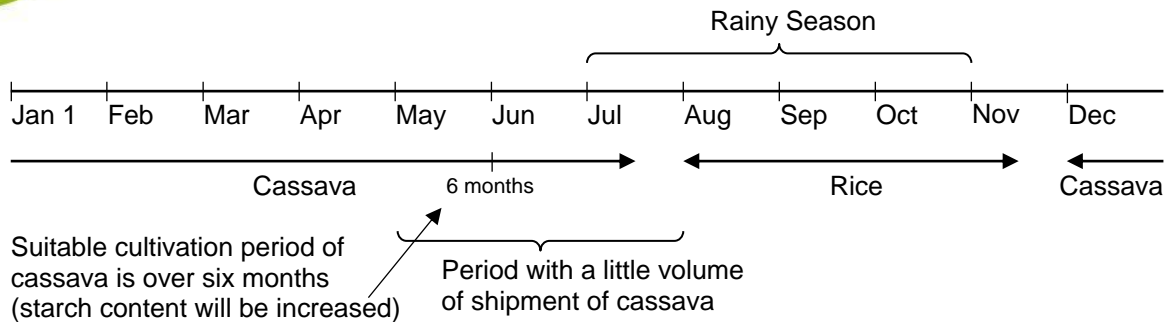 Rainy Season
Jan 1 Feb Mar Apr May Jun Jul Aug Sep Oct Nov Dec
Cassava 6 months Rice Cassava
Suitable cultivation period of
cassava is over six months
(starch content will be increased)
Period with a little volume
of shipment of cassava